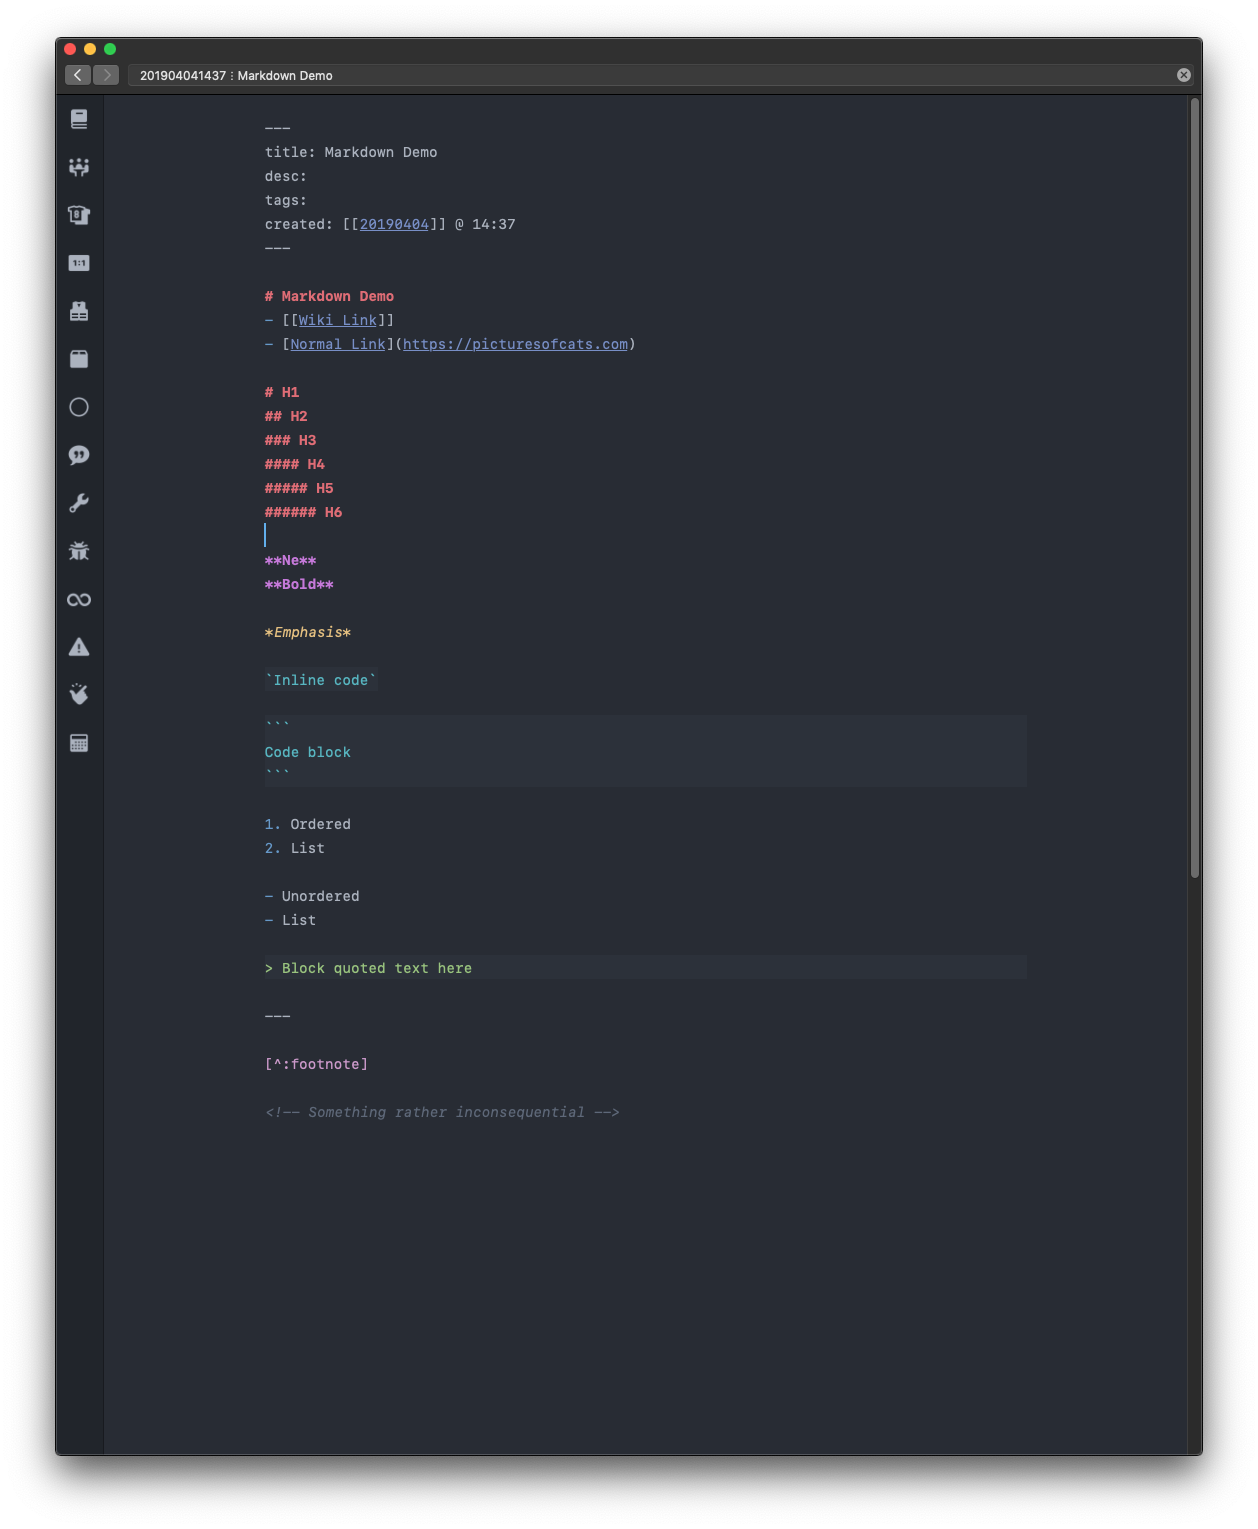 201904041437 ⫶ Markdown Demo
---
title: Markdown Demo
desc:
tags:
created: [[20190404]] @ 14:37
---
# Markdown Demo
- [[Wiki Link]]
- [Normal Link](https://picturesofcats.com)
# H1
## H2
### H3
#### H4
##### H5
###### H6
**Ne**
**Bold**
*Emphasis*
`Inline code`
```
Code block
```
1. Ordered
2. List
- Unordered
- List
> Block quoted text here
---
[^:footnote]
<!-- Something rather inconsequential -->
8
1:1